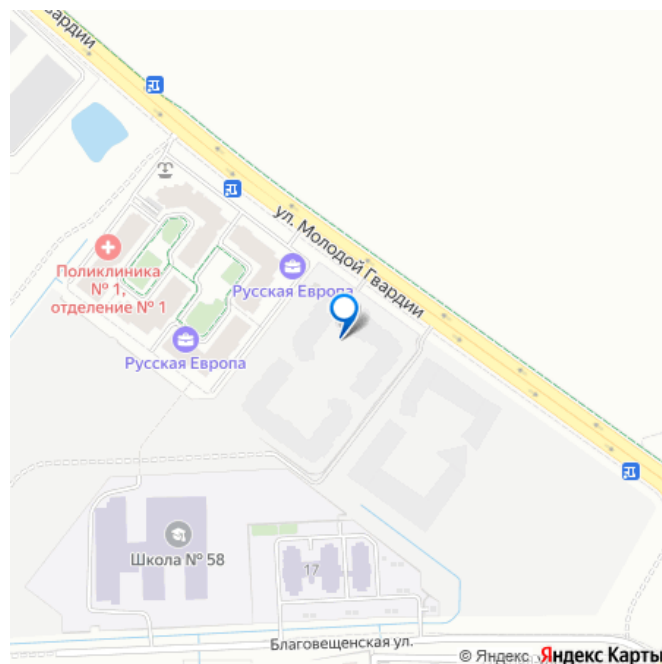 Гвардии
ул. Молодой Гвардии
Поликлиника
№ 1,
отделение № 1
Русская Европа
Русская Европа
Школа № 58
17
Благовещенская ул.
© Яндекс
Яндекс Карты